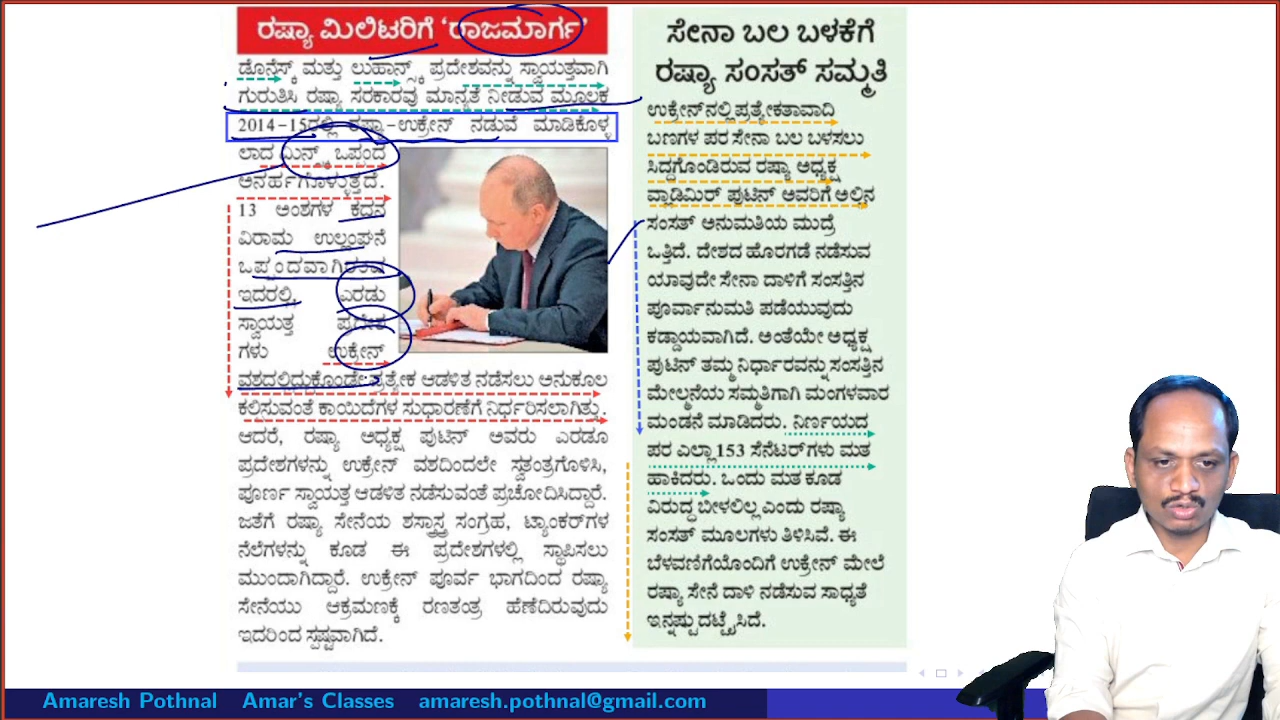 ರಷ್ಯಾ ಮಿಲಿಟರಿಗೆ ‘ರಾಜಮಾರ್ಗ’
ಡೊನೆಸ್ಕ್ ಮತ್ತು ಲುಹಾನ್ಸ್ಕ್ ಪ್ರದೇಶವನ್ನು ಸ್ವಾಯತ್ತವಾಗಿ
ಗುರುತಿಸಿ ರಷ್ಯಾ ಸರಕಾರವು ಮಾನ್ಯತೆ ನೀಡುವ ಮೂಲಕ
2014-15ರಲ್ಲಿ ರಷ್ಯಾ-ಉಕ್ರೇನ್ ನಡುವೆ ಮಾಡಿಕೊಳ್ಳ
ಲಾದ ಮಿನ್ಸ್ಕ್ ಒಪ್ಪಂದ
ಅನರ್ಹಗೊಳ್ಳುತ್ತದೆ.
13 ಅಂಶಗಳ ಕದನ
ವಿರಾಮ ಉಲ್ಲಂಘನೆ
ಒಪ್ಪಂದವಾಗಿರುವ
ಇದರಲ್ಲಿ ಎರಡು
ಸ್ವಾಯತ್ತ ಪ್ರದೇಶ
ಗಳು ಉಕ್ರೇನ್
ವಶದಲ್ಲಿದ್ದುಕೊಂಡೇ ಪ್ರತ್ಯೇಕ ಆಡಳಿತ ನಡೆಸಲು ಅನುಕೂಲ
ಕಲ್ಪಿಸುವಂತೆ ಕಾಯಿದೆಗಳ ಸುಧಾರಣೆಗೆ ನಿರ್ಧರಿಸಲಾಗಿತ್ತು.
ಆದರೆ, ರಷ್ಯಾ ಅಧ್ಯಕ್ಷ ಪುಟಿನ್ ಅವರು ಎರಡೂ
ಪ್ರದೇಶಗಳನ್ನು ಉಕ್ರೇನ್ ವಶದಿಂದಲೇ ಸ್ವತಂತ್ರಗೊಳಿಸಿ,
ಪೂರ್ಣ ಸ್ವಾಯತ್ತ ಆಡಳಿತ ನಡೆಸುವಂತೆ ಪ್ರಚೋದಿಸಿದ್ದಾರೆ.
ಜತೆಗೆ ರಷ್ಯಾ ಸೇನೆಯ ಶಸ್ತ್ರಾಸ್ತ್ರ ಸಂಗ್ರಹ, ಟ್ಯಾಂಕರ್‌ಗಳ
ನೆಲೆಗಳನ್ನು ಕೂಡ ಈ ಪ್ರದೇಶಗಳಲ್ಲಿ ಸ್ಥಾಪಿಸಲು
ಮುಂದಾಗಿದ್ದಾರೆ. ಉಕ್ರೇನ್ ಪೂರ್ವ ಭಾಗದಿಂದ ರಷ್ಯಾ
ಸೇನೆಯು ಆಕ್ರಮಣಕ್ಕೆ ರಣತಂತ್ರ ಹೆಣೆದಿರುವುದು
ಇದರಿಂದ ಸ್ಪಷ್ಟವಾಗಿದೆ.
ಸೇನಾ ಬಲ ಬಳಕೆಗೆ
ರಷ್ಯಾ ಸಂಸತ್ ಸಮ್ಮತಿ
ಉಕ್ರೇನ್‌ನಲ್ಲಿ ಪ್ರತ್ಯೇಕತಾವಾದಿ
ಬಣಗಳ ಪರ ಸೇನಾ ಬಲ ಬಳಸಲು
ಸಿದ್ಧಗೊಂಡಿರುವ ರಷ್ಯಾ ಅಧ್ಯಕ್ಷ
ವ್ಲಾಡಿಮಿರ್ ಪುಟಿನ್ ಅವರಿಗೆ ಅಲ್ಲಿನ
ಸಂಸತ್ ಅನುಮತಿಯ ಮುದ್ರೆ
ಒತ್ತಿದೆ. ದೇಶದ ಹೊರಗಡೆ ನಡೆಸುವ
ಯಾವುದೇ ಸೇನಾ ದಾಳಿಗೆ ಸಂಸತ್ತಿನ
ಪೂರ್ವಾನುಮತಿ ಪಡೆಯುವುದು
ಕಡ್ಡಾಯವಾಗಿದೆ. ಅಂತೆಯೇ ಅಧ್ಯಕ್ಷ
ಪುಟಿನ್ ತಮ್ಮ ನಿರ್ಧಾರವನ್ನು ಸಂಸತ್ತಿನ
ಮೇಲ್ಮನೆಯ ಸಮ್ಮತಿಗಾಗಿ ಮಂಗಳವಾರ
ಮಂಡನೆ ಮಾಡಿದರು. ನಿರ್ಣಯದ
ಪರ ಎಲ್ಲಾ 153 ಸೆನೆಟರ್‌ಗಳು ಮತ
ಹಾಕಿದರು. ಒಂದು ಮತ ಕೂಡ
ವಿರುದ್ಧ ಬೀಳಲಿಲ್ಲ ಎಂದು ರಷ್ಯಾ
ಸಂಸತ್ ಮೂಲಗಳು ತಿಳಿಸಿವೆ. ಈ
ಬೆಳವಣಿಗೆಯೊಂದಿಗೆ ಉಕ್ರೇನ್ ಮೇಲೆ
ರಷ್ಯಾ ಸೇನೆ ದಾಳಿ ನಡೆಸುವ ಸಾಧ್ಯತೆ
ಇನ್ನಷ್ಟು ದಟ್ಟೈಸಿದೆ.
Amaresh Pothnal Amar's Classes amaresh.pothnal@gmail.com